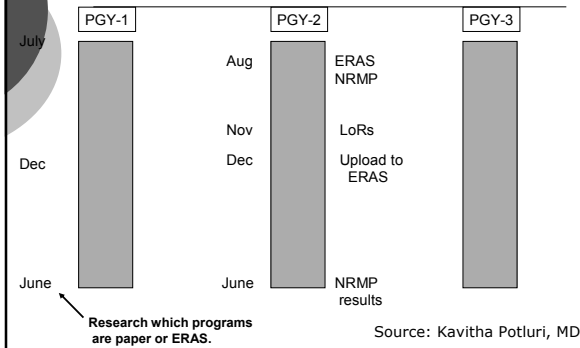 PGY-1
PGY-2
PGY-3
July
Aug
ERAS
NRMP
Nov
LoRs
Dec
Dec
Upload to
ERAS
June
June
NRMP
results
Research which programs
are paper or ERAS.
Source: Kavitha Potluri, MD